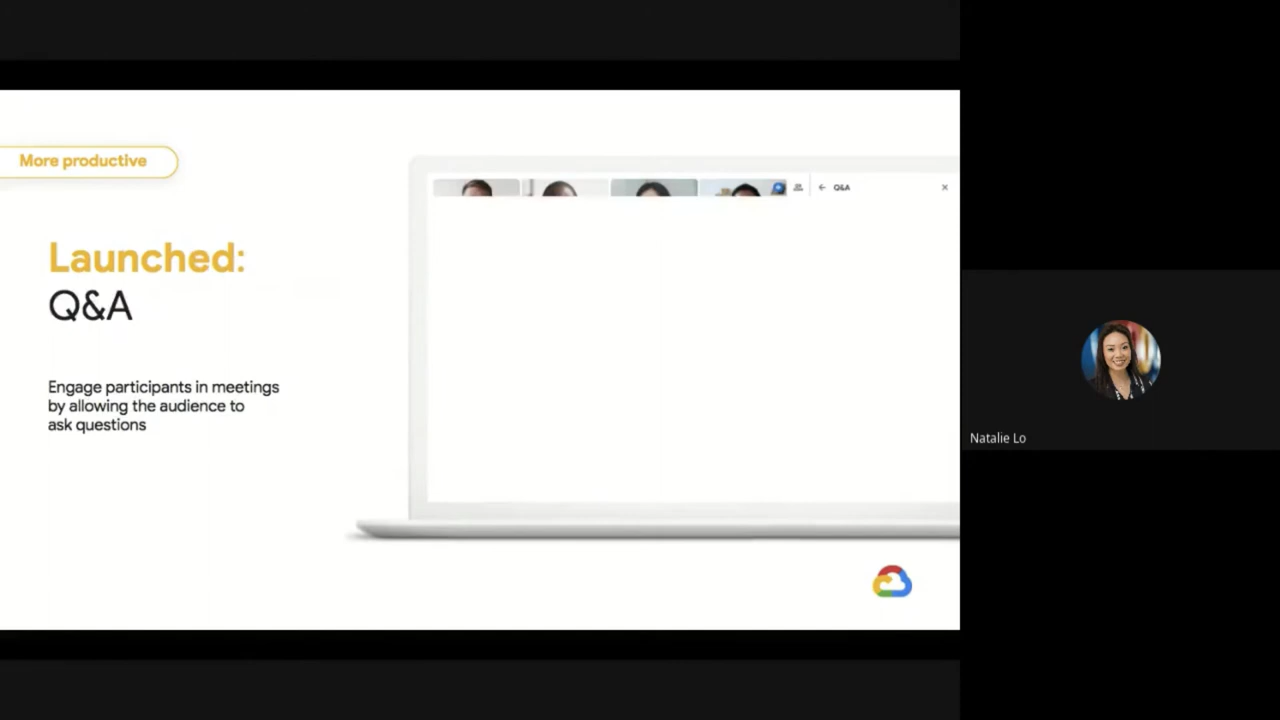 More productive
Q&A
Launched:
Q&A
Engage participants in meetings
by allowing the audience to
ask questions
Natalie Lo